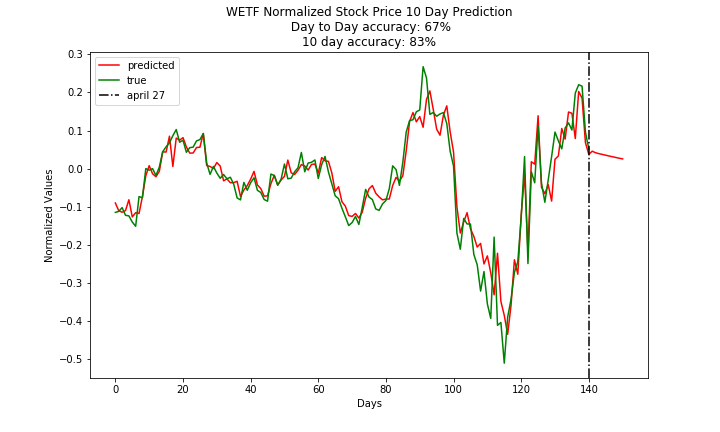 WETF Normalized Stock Price 10 Day Prediction
Day to Day accuracy: 67%
10 day accuracy: 83%
predicted
true
april 27
Normalized Values
0.3
0.2
0.1
0.0
−0.1
−0.2
−0.3
−0.4
−0.5
0
20
40
60
80
100
120
140
Days